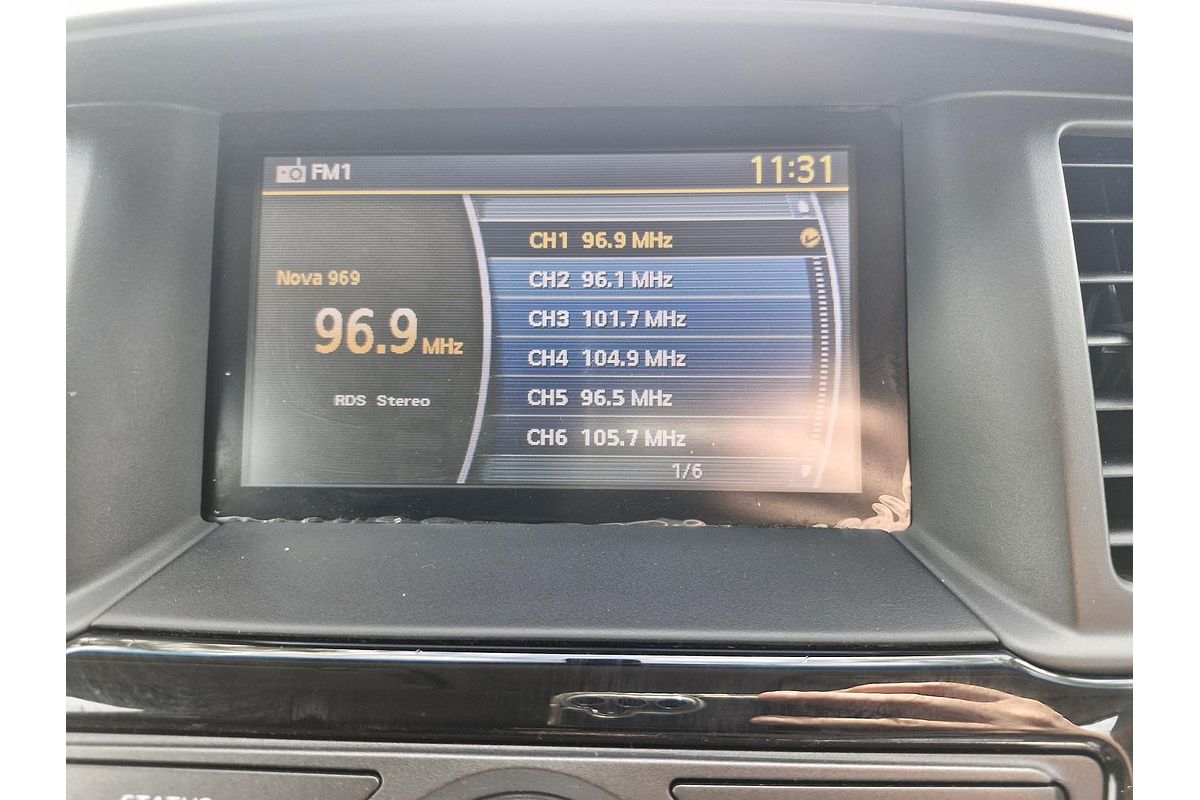 FM1 11:31
CH1 96.9 MHz
Nova 969
CH2 96.1 MHz
CH3 101.7 MHz
96.9 MHz
CH4 104.9 MHz
RDS Stereo
CH5 96.5 MHz
CH6 105.7 MHz
1/6
STATUS